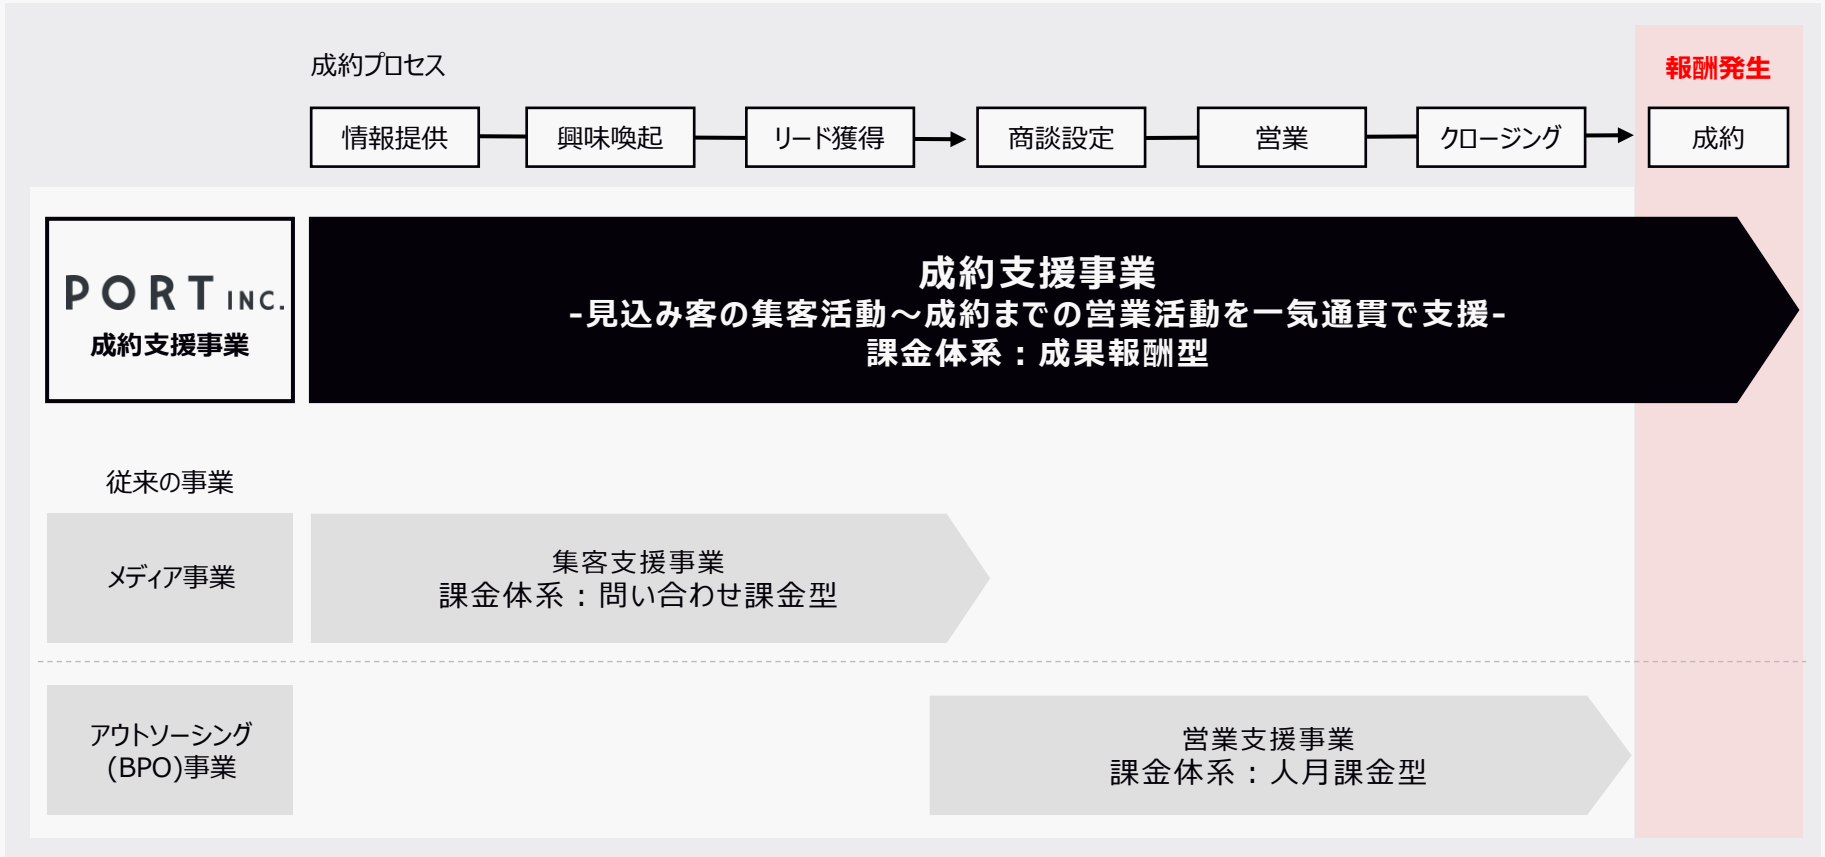 成約プロセス
報酬発生
情報提供
興味喚起
リード獲得
商談設定
営業
クロージング
成約
PORT INC.
成約支援事業
成約支援事業
-見込み客の集客活動～成約までの営業活動を一気通貫で支援-
課金体系：成果報酬型
従来の事業
メディア事業
集客支援事業
課金体系：問い合わせ課金型
アウトソーシング
(BPO)事業
営業支援事業
課金体系：人月課金型